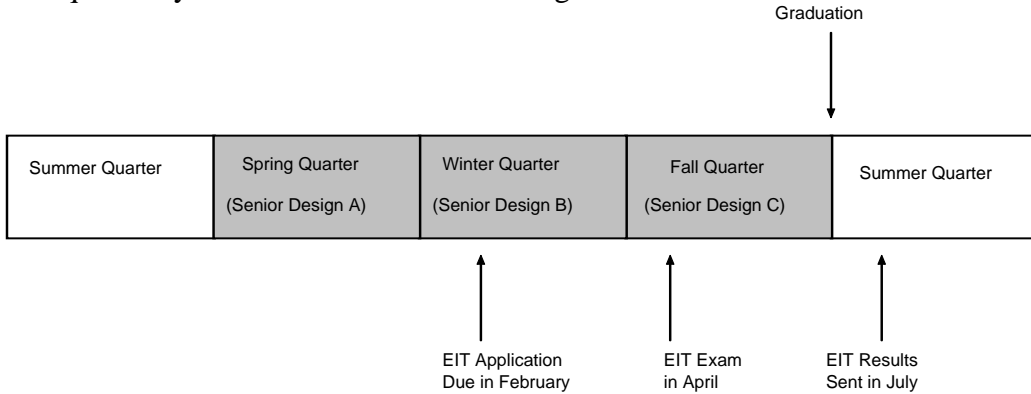 Graduation
Summer Quarter
Spring Quarter
(Senior Design A)
Winter Quarter
(Senior Design B)
Fall Quarter
(Senior Design C)
Summer Quarter
EIT Application
Due in February
EIT Exam
in April
EIT Results
Sent in July